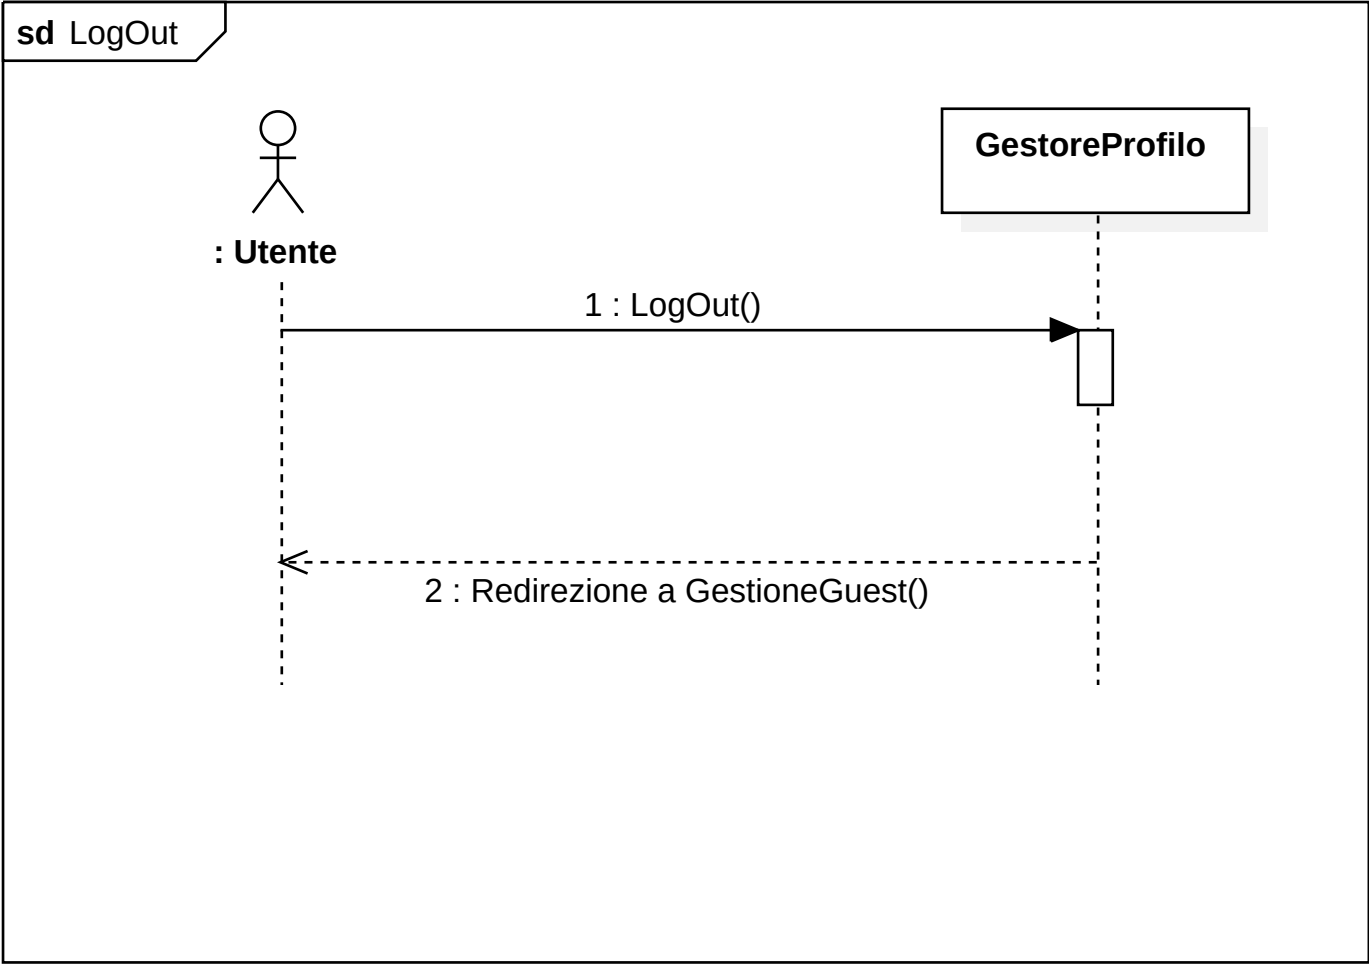 sd LogOut
GestoreProfilo
: Utente
1 : LogOut()
2 : Redirezione a GestioneGuest()